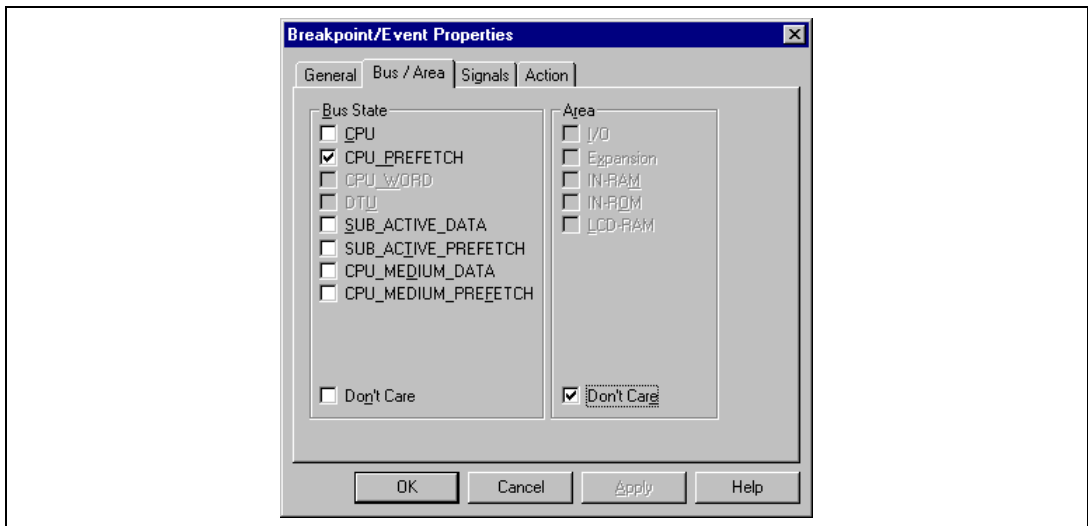 Breakpoint/Event Properties
General Bus / Area Signals Action
Bus State
CPU
CPU_PREFETCH
CPU_WORD
DTU
SUB_ACTIVE_DATA
SUB_ACTIVE_PREFETCH
CPU_MEDIUM_DATA
CPU_MEDIUM_PREFETCH
Don't Care
Area
I/O
Expansion
IN-RAM
IN-ROM
LCD-RAM
Don't Care
OK Cancel Apply Help